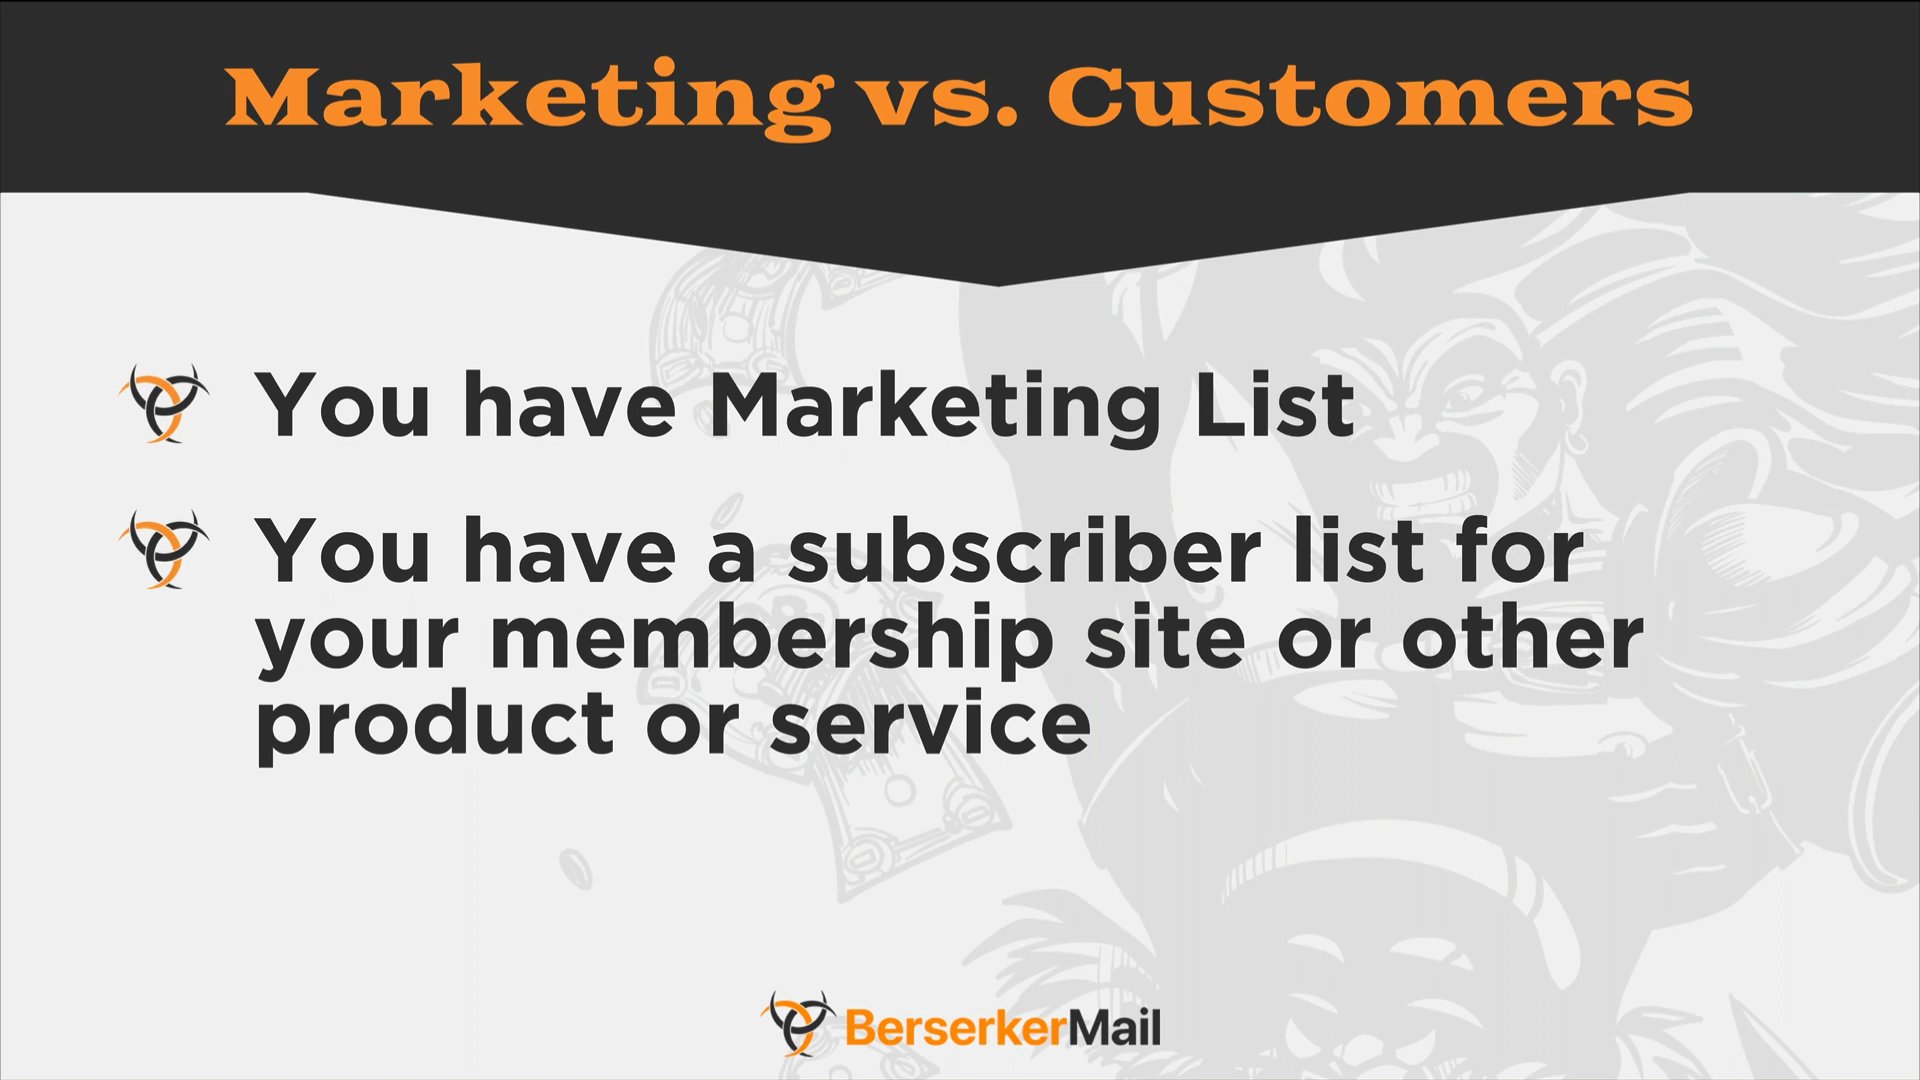 Marketing vs. Customers
You have Marketing List
You have a subscriber list for
your membership site or other
product or service
BerserkerMail